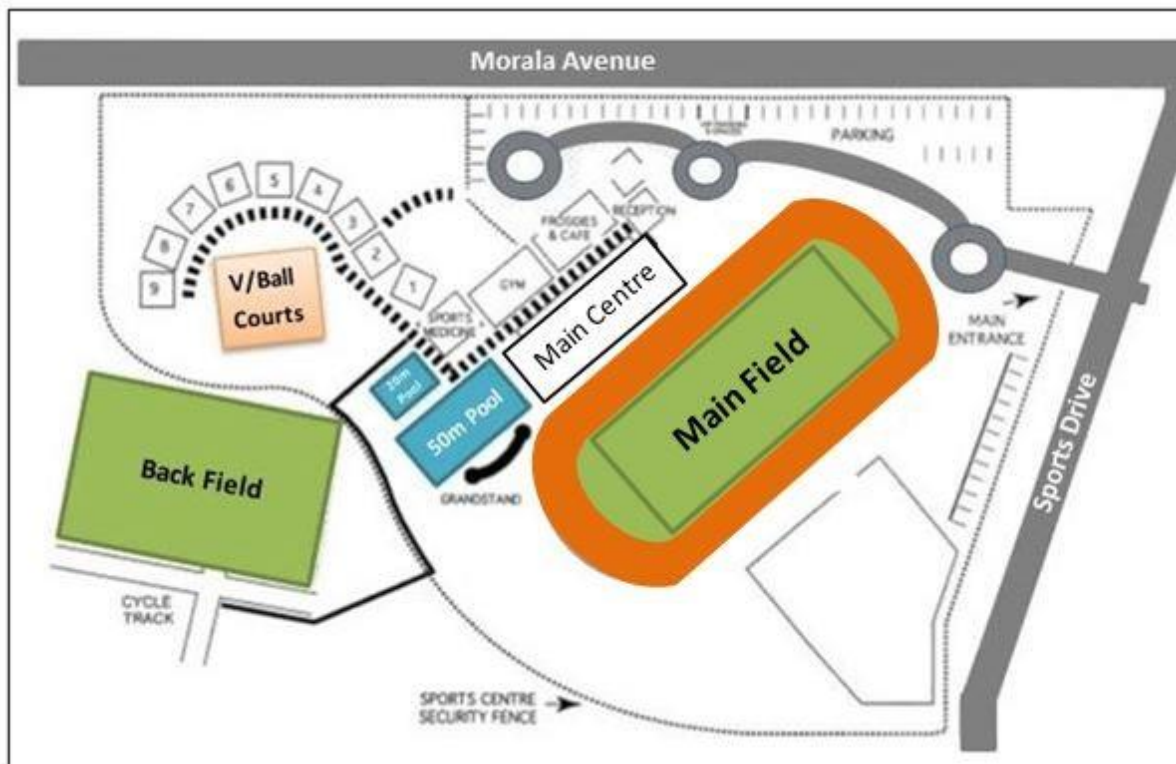 Morala Avenue
PARKING
5
6
4
7
3
8
2
9
1
V/Ball
Courts
RECEPTION
FROGGIES
& CAFE
GYM
SPORTS
MEDICINE
Main Centre
MAIN
ENTRANCE
20m
Pool
50m Pool
Main Field
Back Field
GRANDSTAND
Sports Drive
CYCLE
TRACK
SPORTS CENTRE
SECURITY FENCE